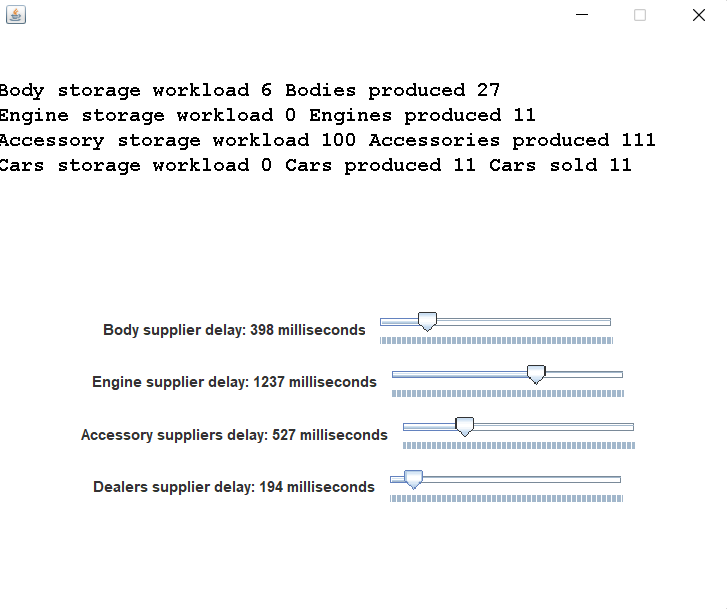 Body storage workload 6 Bodies produced 27
Engine storage workload 0 Engines produced 11
Accessory storage workload 100 Accessories produced 111
Cars storage workload 0 Cars produced 11 Cars sold 11
Body supplier delay: 398 milliseconds
Engine supplier delay: 1237 milliseconds
Accessory suppliers delay: 527 milliseconds
Dealers supplier delay: 194 milliseconds